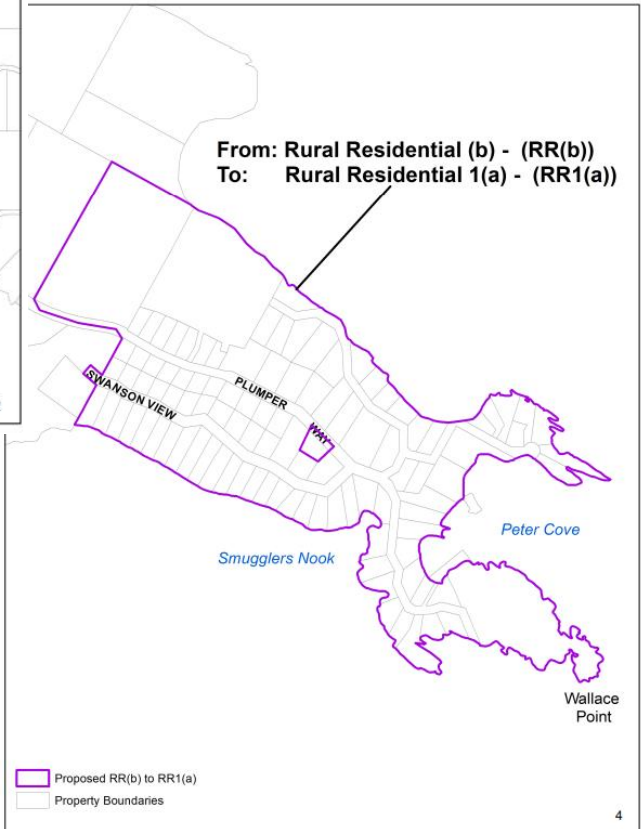 From: Rural Residential (b) - (RR(b))
To: Rural Residential 1(a) - (RR1(a))
SWANSON VIEW
PLUMPER
WAY
Peter Cove
Smugglers Nook
Wallace
Point
Proposed RR(b) to RR1(a)
Property Boundaries
4